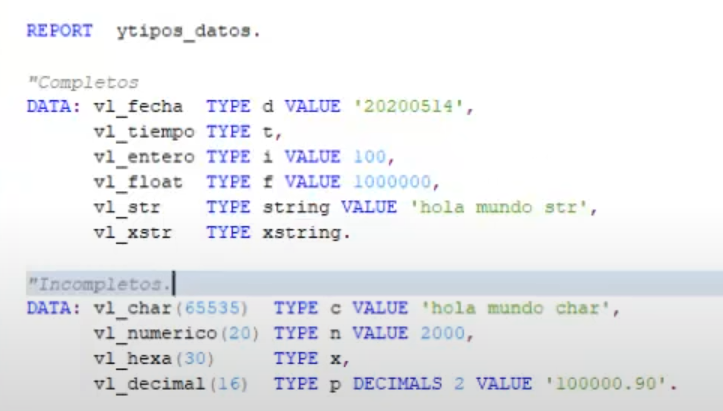 REPORT ytipos_datos.
"Completos
DATA: vl_fecha TYPE d VALUE '20200514',
vl_tiempo TYPE t,
vl_entero TYPE i VALUE 100,
vl_float TYPE f VALUE 1000000,
vl_str TYPE string VALUE 'hola mundo str',
vl_xstr TYPE xstring.
"Incompletos.
DATA: vl_char(65535) TYPE c VALUE 'hola mundo char',
vl_numerico(20) TYPE n VALUE 2000,
vl_hexa(30) TYPE x,
vl_decimal(16) TYPE p DECIMALS 2 VALUE '100000.90'.